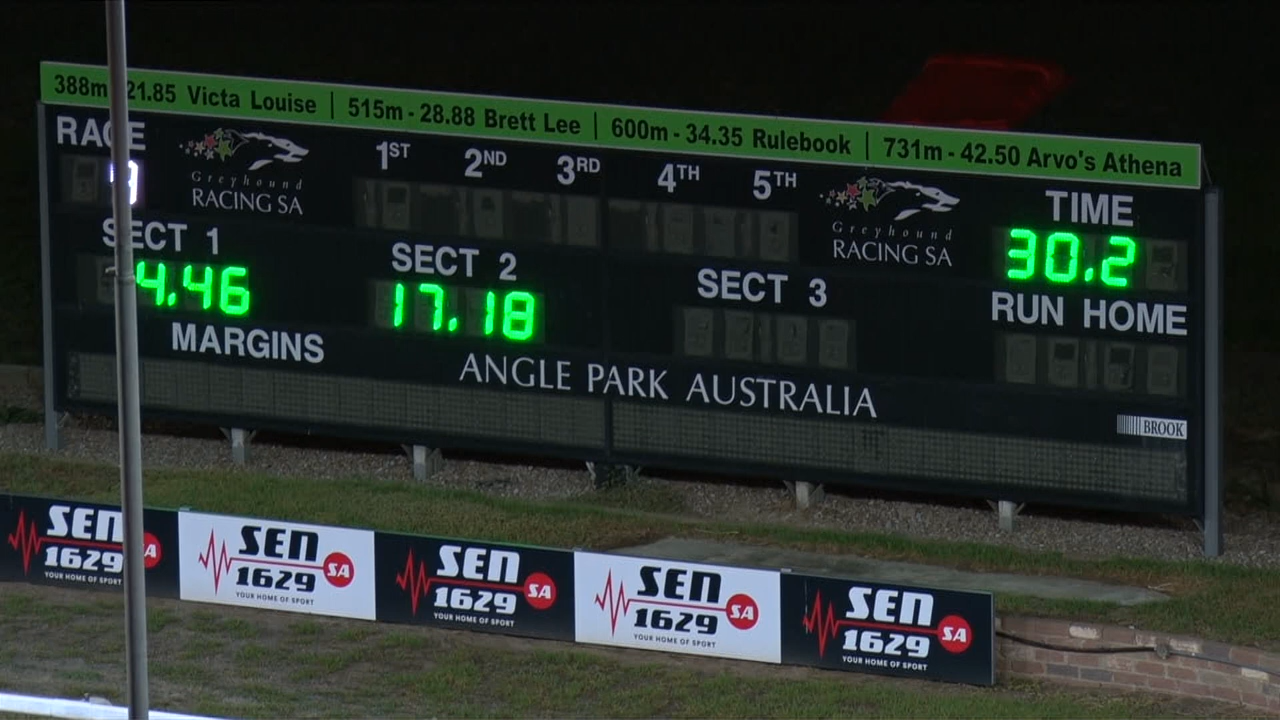 388m 21.85 Victa Louise | 515m - 28.88 Brett Lee | 600m - 34.35 Rulebook | 731m - 42.50 Arvo's Athena
RACE
Greyhound
RACING SA
1ST 2ND 3RD 4TH 5TH
Greyhound
RACING SA
TIME
30.2
SECT 1
4.46
SECT 2
17.18
SECT 3
RUN HOME
MARGINS
ANGLE PARK AUSTRALIA
BROOK
SEN
1629 SA
YOUR HOME OF SPORT
SEN
1629 SA
YOUR HOME OF SPORT
SEN
1629 SA
YOUR HOME OF SPORT
SEN
1629 SA
YOUR HOME OF SPORT
SEN
1629 SA
YOUR HOME OF SPORT